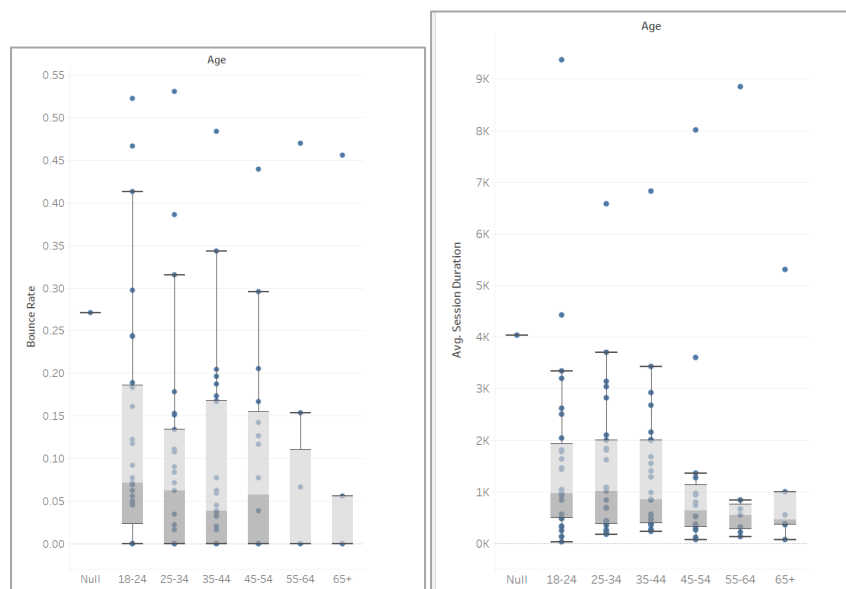 Age
0.55
0.50
0.45
0.40
0.35
0.30
0.25
0.20
0.15
0.10
0.05
0.00
Bounce Rate
Null 18-24 25-34 35-44 45-54 55-64 65+
Age
9K
8K
7K
6K
5K
4K
3K
2K
1K
0K
Avg. Session Duration
Null 18-24 25-34 35-44 45-54 55-64 65+